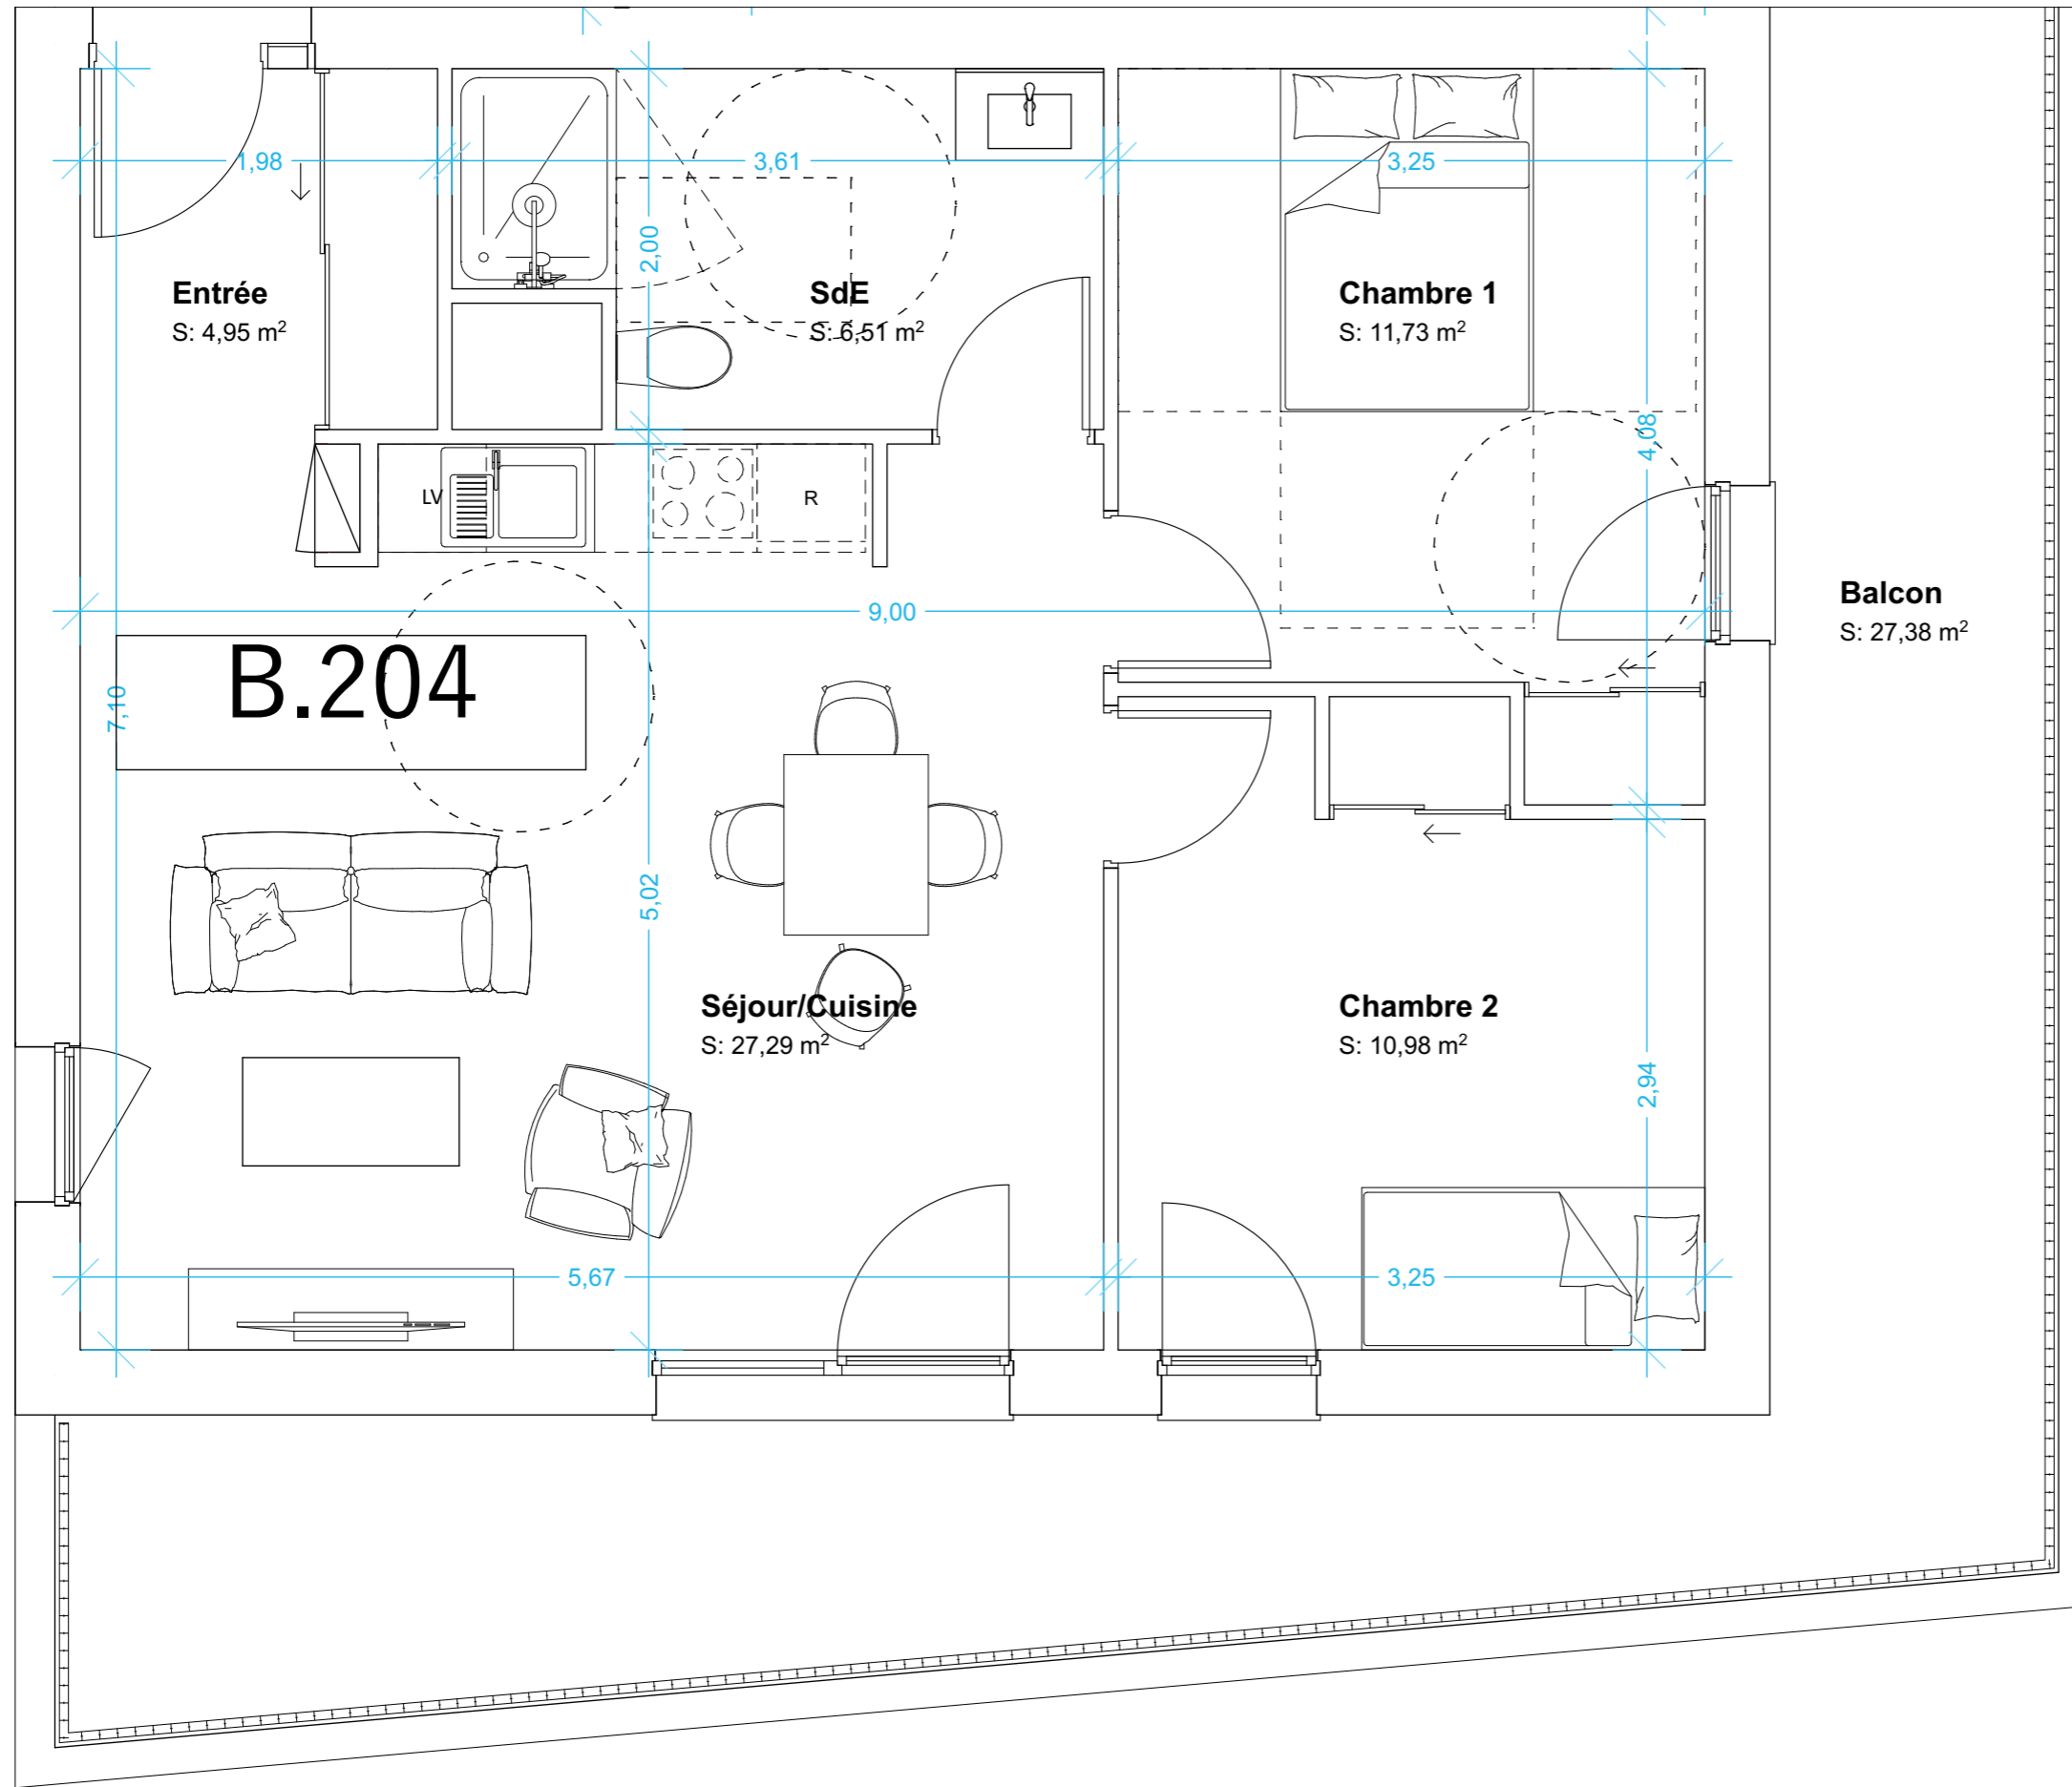 1,98
3,61
3,25
2,00
Entrée
S: 4,95 m²
SdE
S: 6,51 m²
Chambre 1
S: 11,73 m²
4,08
LV
R
9,00
Balcon
S: 27,38 m²
B.204
7,10
5,02
Séjour/Cuisine
S: 27,29 m²
Chambre 2
S: 10,98 m²
2,94
5,67
3,25